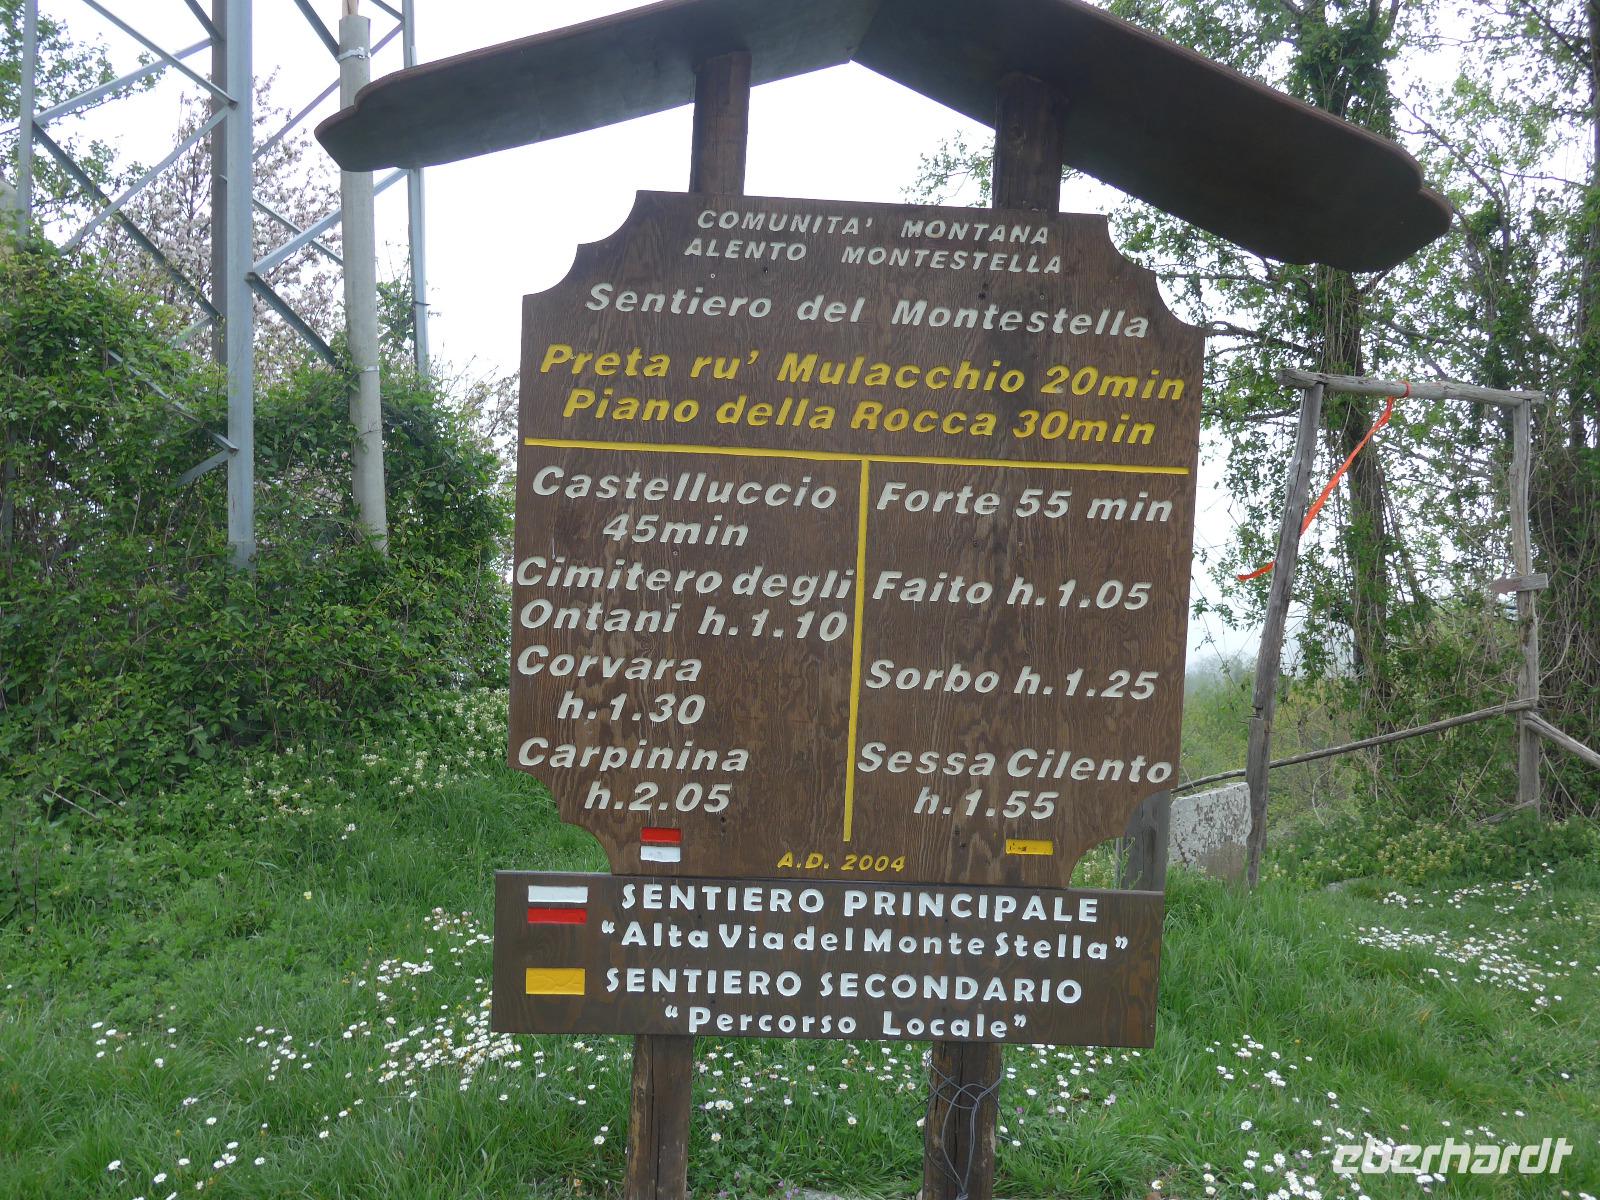 COMUNITA' MONTANA
ALENTO MONTESTELLA
Sentiero del Montestella
Preta ru' Mulacchio 20min
Piano della Rocca 30min
Castelluccio
45min
Cimitero degli
Ontani h.1.10
Corvara
h.1.30
Carpinina
h.2.05
Forte 55 min
Faito h.1.05
Sorbo h.1.25
Sessa Cilento
h.1.55
A.D. 2004
SENTIERO PRINCIPALE
"Alta Via del Monte Stella"
SENTIERO SECONDARIO
"Percorso Locale"
eberhardt